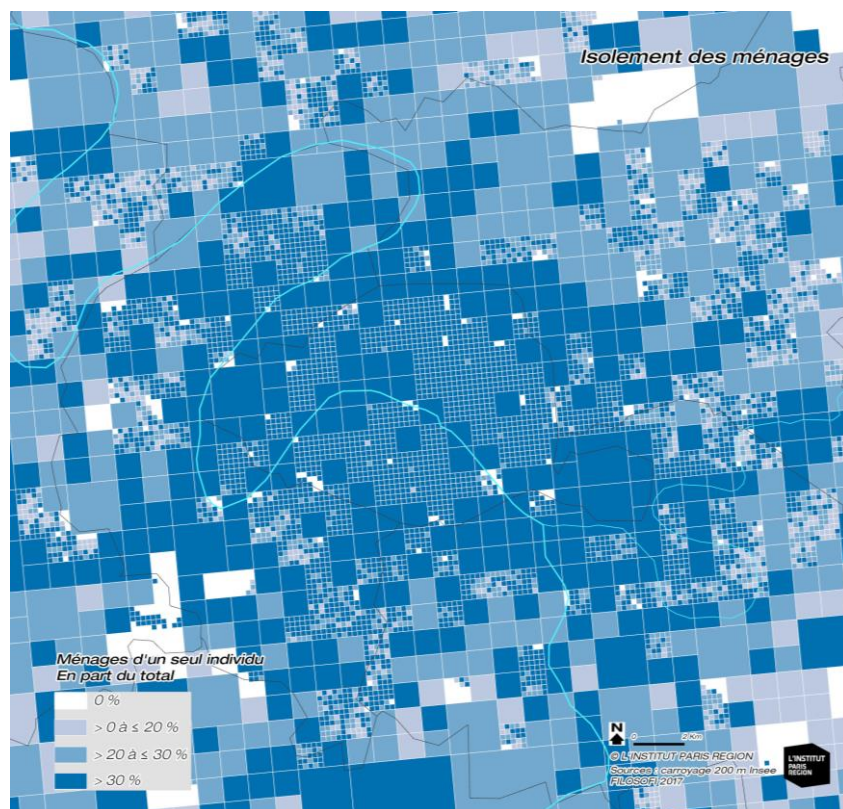 Isolement des ménages
Ménages d'un seul individu
En part du total
0 %
> 0 à ≤ 20 %
> 20 à ≤ 30 %
> 30 %
N
0 2 Km
© L'INSTITUT PARIS REGION
Sources : carroyage 200 m Insee
FILOSOFI 2017
L'INSTITUT
PARIS
REGION